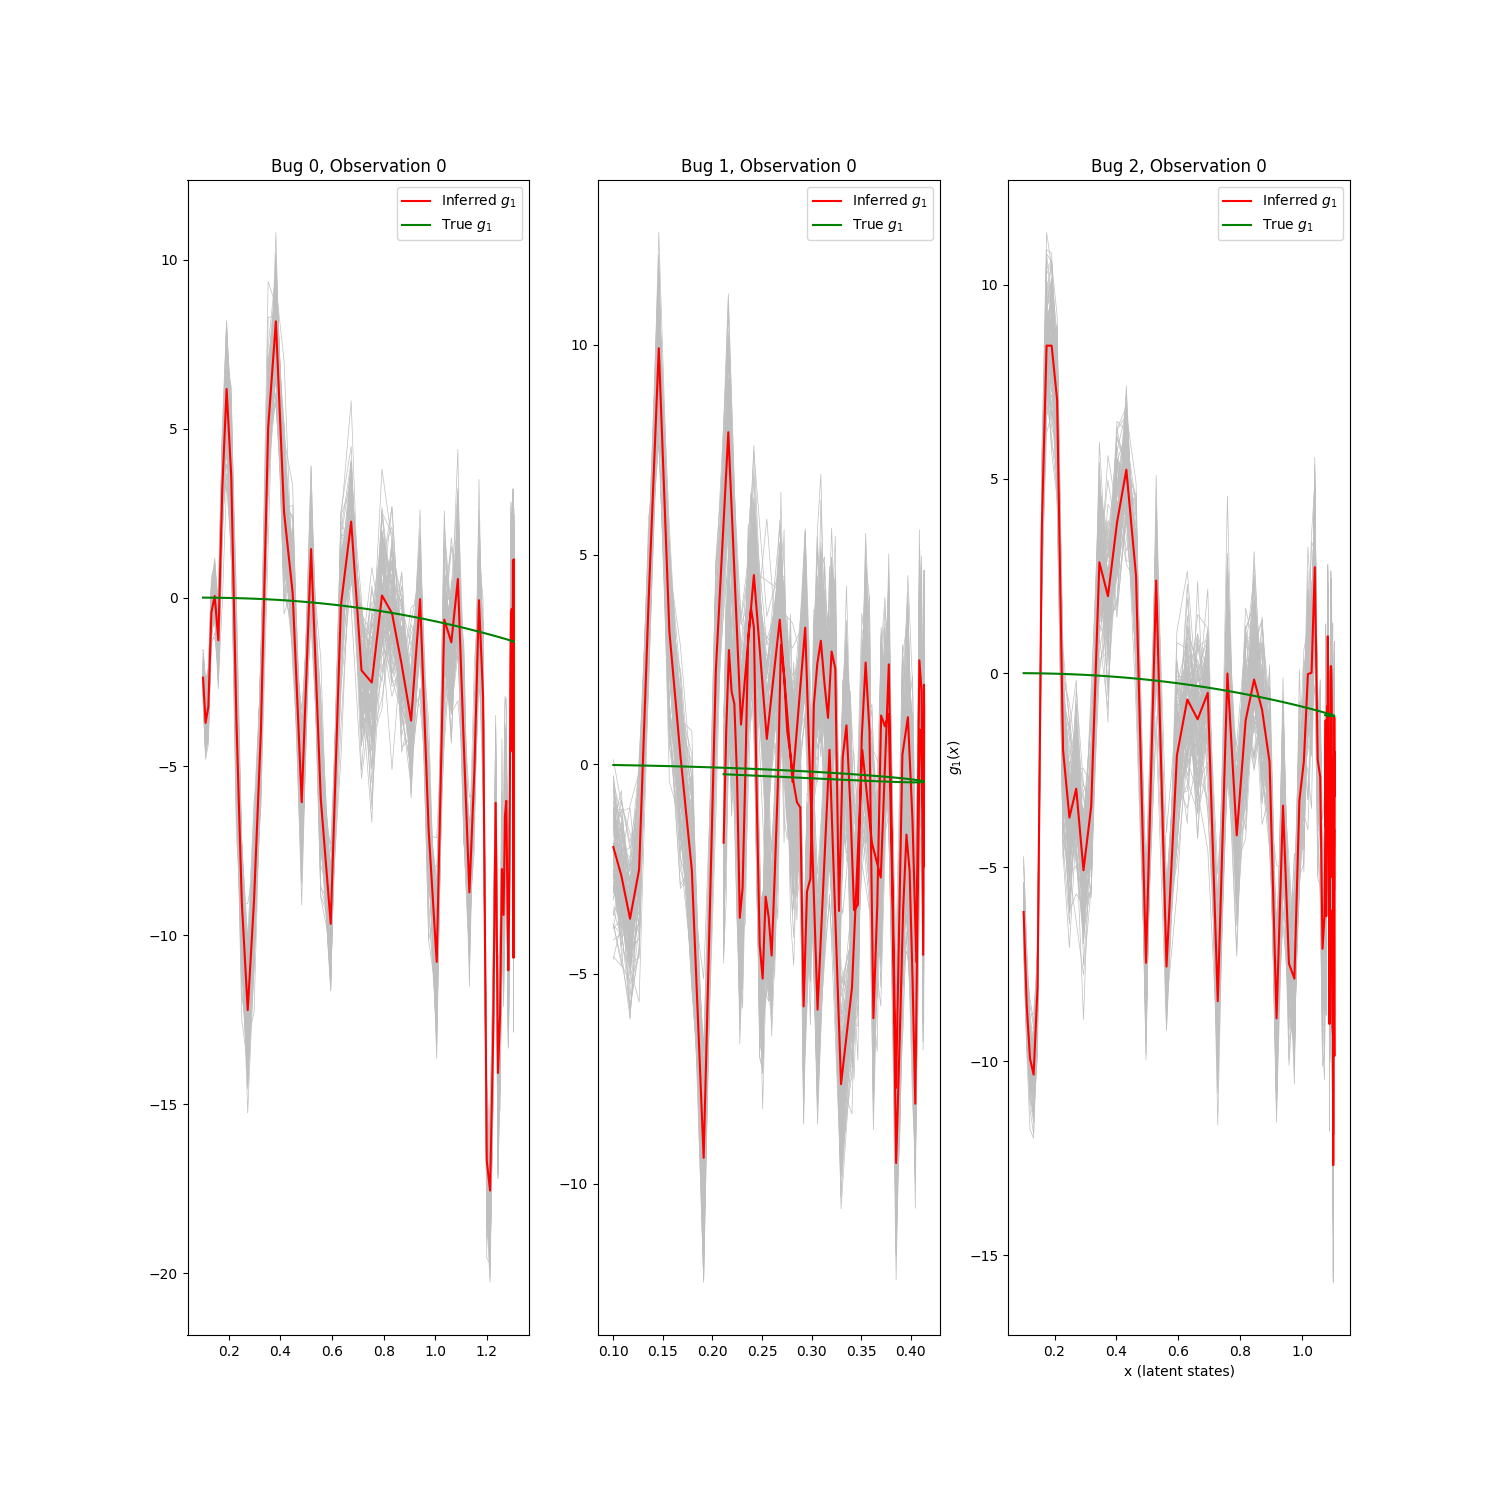 Bug 0, Observation 0
Inferred g₁
True g₁
10
5
0
−5
−10
−15
−20
0.2 0.4 0.6 0.8 1.0 1.2
Bug 1, Observation 0
Inferred g₁
True g₁
10
5
0
−5
−10
0.10 0.15 0.20 0.25 0.30 0.35 0.40
Bug 2, Observation 0
Inferred g₁
True g₁
g₁(x)
10
5
0
−5
−10
−15
0.2 0.4 0.6 0.8 1.0
x (latent states)